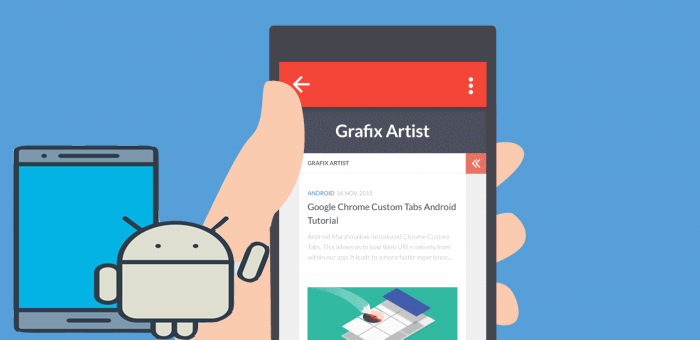 Grafix Artist
GRAFIX ARTIST
ANDROID 16 NOV, 2015
Google Chrome Custom Tabs Android
Tutorial
Android Marshmallow introduced Chrome Custom
Tabs. This allows us to load Web URLs natively from
within our app. It leads to a more faster experience...